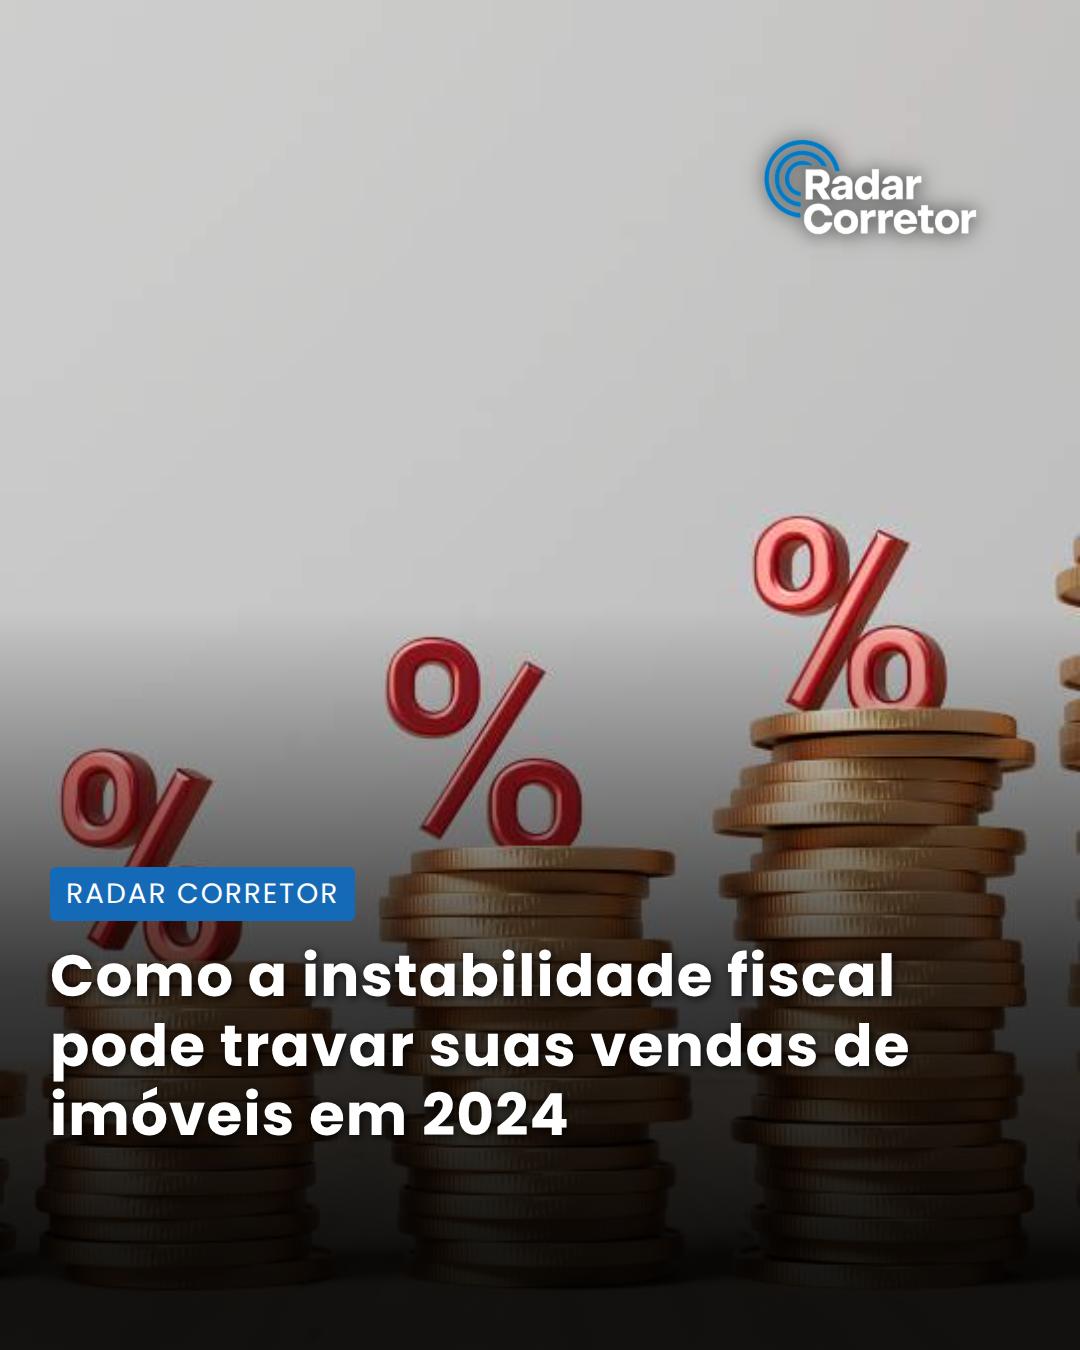 Radar
Corretor
%
%
%
RADAR CORRETOR
Como a instabilidade fiscal
pode travar suas vendas de
imóveis em 2024